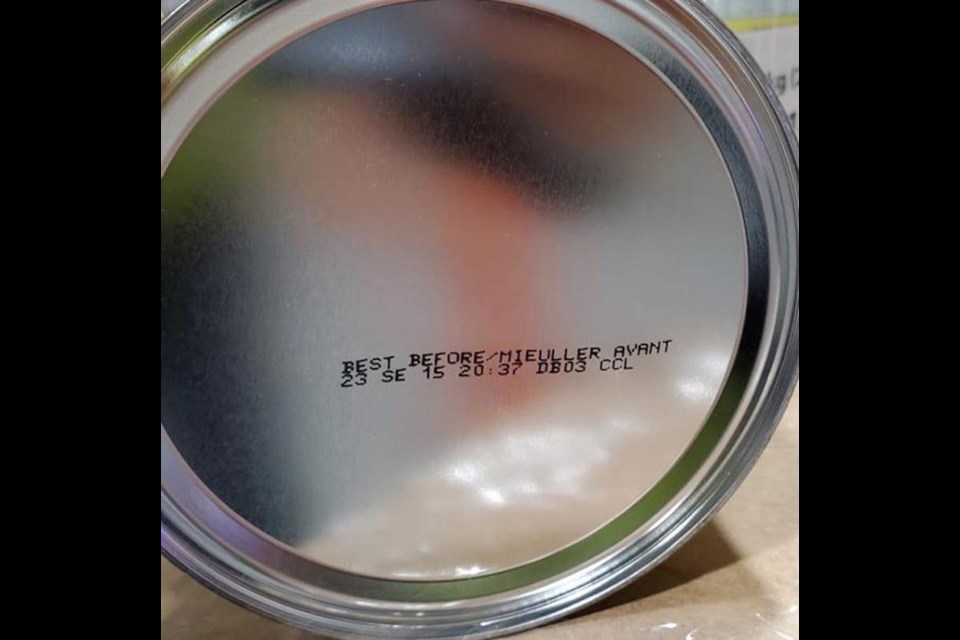 BEST BEFORE/MIEULLER AVANT
23 SE 15 20:37 DB03 CCL